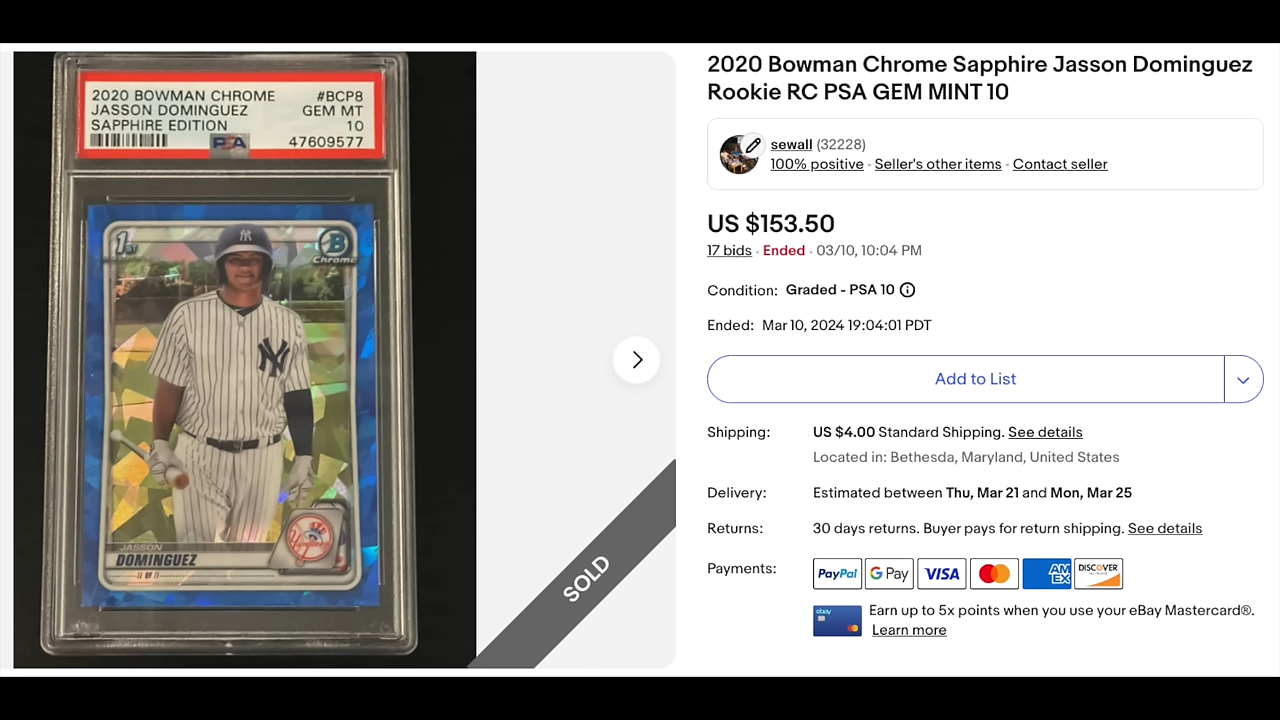 2020 BOWMAN CHROME #BCP8
JASSON DOMINGUEZ GEM MT
SAPPHIRE EDITION 10
PSA 47609577
1ST
B
Chrome
NY
JASSON
DOMINGUEZ
|| OF ||
SOLD
2020 Bowman Chrome Sapphire Jasson Dominguez
Rookie RC PSA GEM MINT 10
sewall (32228)
100% positive · Seller's other items · Contact seller
US $153.50
17 bids · Ended · 03/10, 10:04 PM
Condition: Graded - PSA 10
Ended: Mar 10, 2024 19:04:01 PDT
Add to List
Shipping: US $4.00 Standard Shipping. See details
Located in: Bethesda, Maryland, United States
Delivery: Estimated between Thu, Mar 21 and Mon, Mar 25
Returns: 30 days returns. Buyer pays for return shipping. See details
Payments: PayPal G Pay VISA AM EX DISCOVER
ebay
Earn up to 5x points when you use your eBay Mastercard®.
Learn more